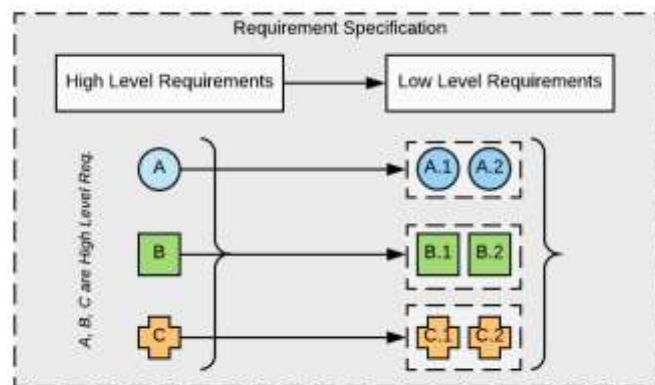 Requirement Specification
High Level Requirements
Low Level Requirements
A, B, C are High Level Req.
A
A.1
A.2
B
B.1
B.2
C
C.1
C.2